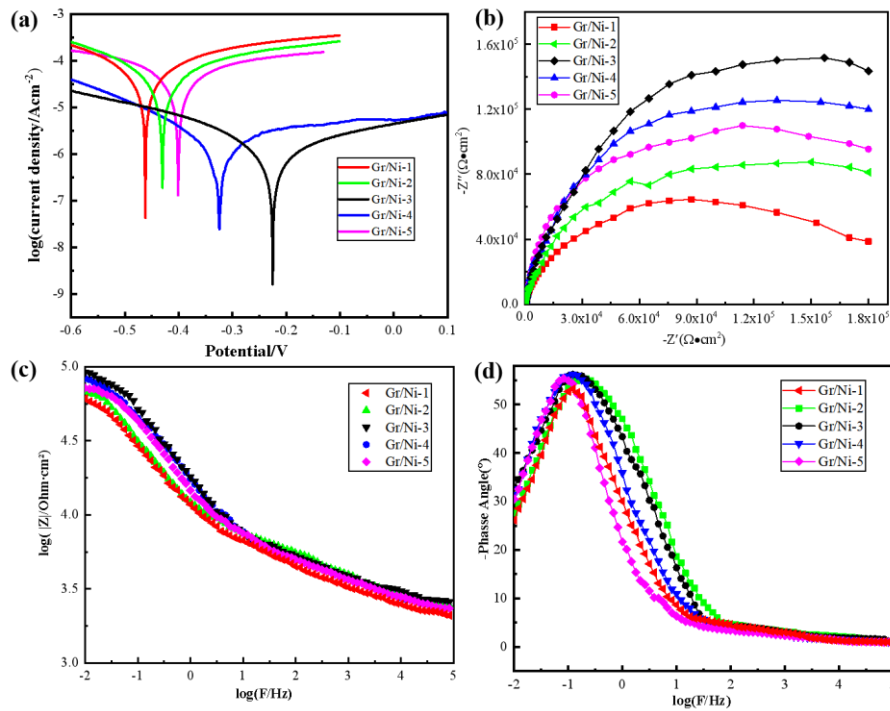 (a)
log(current density/Acm⁻²)
-3
-4
-5
-6
-7
-8
-9
Gr/Ni-1
Gr/Ni-2
Gr/Ni-3
Gr/Ni-4
Gr/Ni-5
-0.6 -0.5 -0.4 -0.3 -0.2 -0.1 0.0 0.1
Potential/V
(b)
-Z″(Ω•cm²)
1.6x10⁵
1.2x10⁵
8.0x10⁴
4.0x10⁴
0.0
Gr/Ni-1
Gr/Ni-2
Gr/Ni-3
Gr/Ni-4
Gr/Ni-5
3.0x10⁴ 6.0x10⁴ 9.0x10⁴ 1.2x10⁵ 1.5x10⁵ 1.8x10⁵
-Z′(Ω•cm²)
(c)
log( |Z|/Ohm·cm²)
5.0
4.5
4.0
3.5
3.0
Gr/Ni-1
Gr/Ni-2
Gr/Ni-3
Gr/Ni-4
Gr/Ni-5
-2 -1 0 1 2 3 4 5
log(F/Hz)
(d)
-Phasse Angle(°)
50
40
30
20
10
0
Gr/Ni-1
Gr/Ni-2
Gr/Ni-3
Gr/Ni-4
Gr/Ni-5
-2 -1 0 1 2 3 4
log(F/Hz)